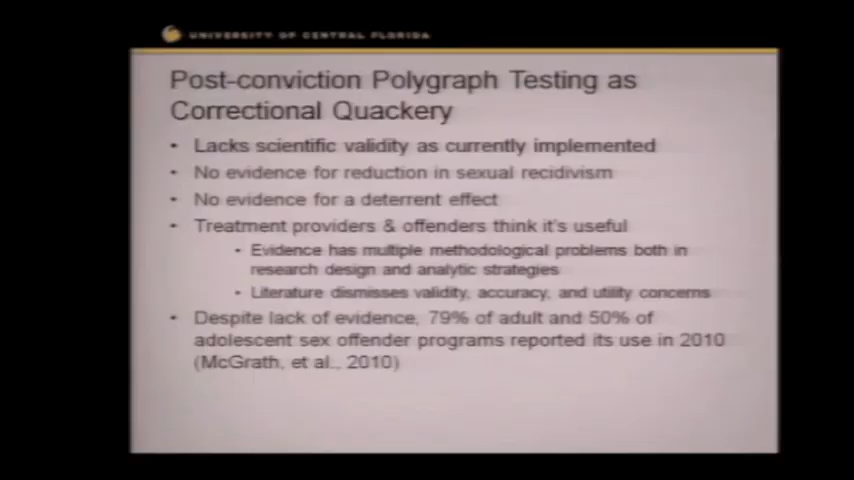 UNIVERSITY OF CENTRAL FLORIDA
Post-conviction Polygraph Testing as
Correctional Quackery
• Lacks scientific validity as currently implemented
• No evidence for reduction in sexual recidivism
• No evidence for a deterrent effect
• Treatment providers & offenders think it's useful
• Evidence has multiple methodological problems both in
research design and analytic strategies
• Literature dismisses validity, accuracy, and utility concerns
• Despite lack of evidence, 79% of adult and 50% of
adolescent sex offender programs reported its use in 2010
(McGrath, et al., 2010)